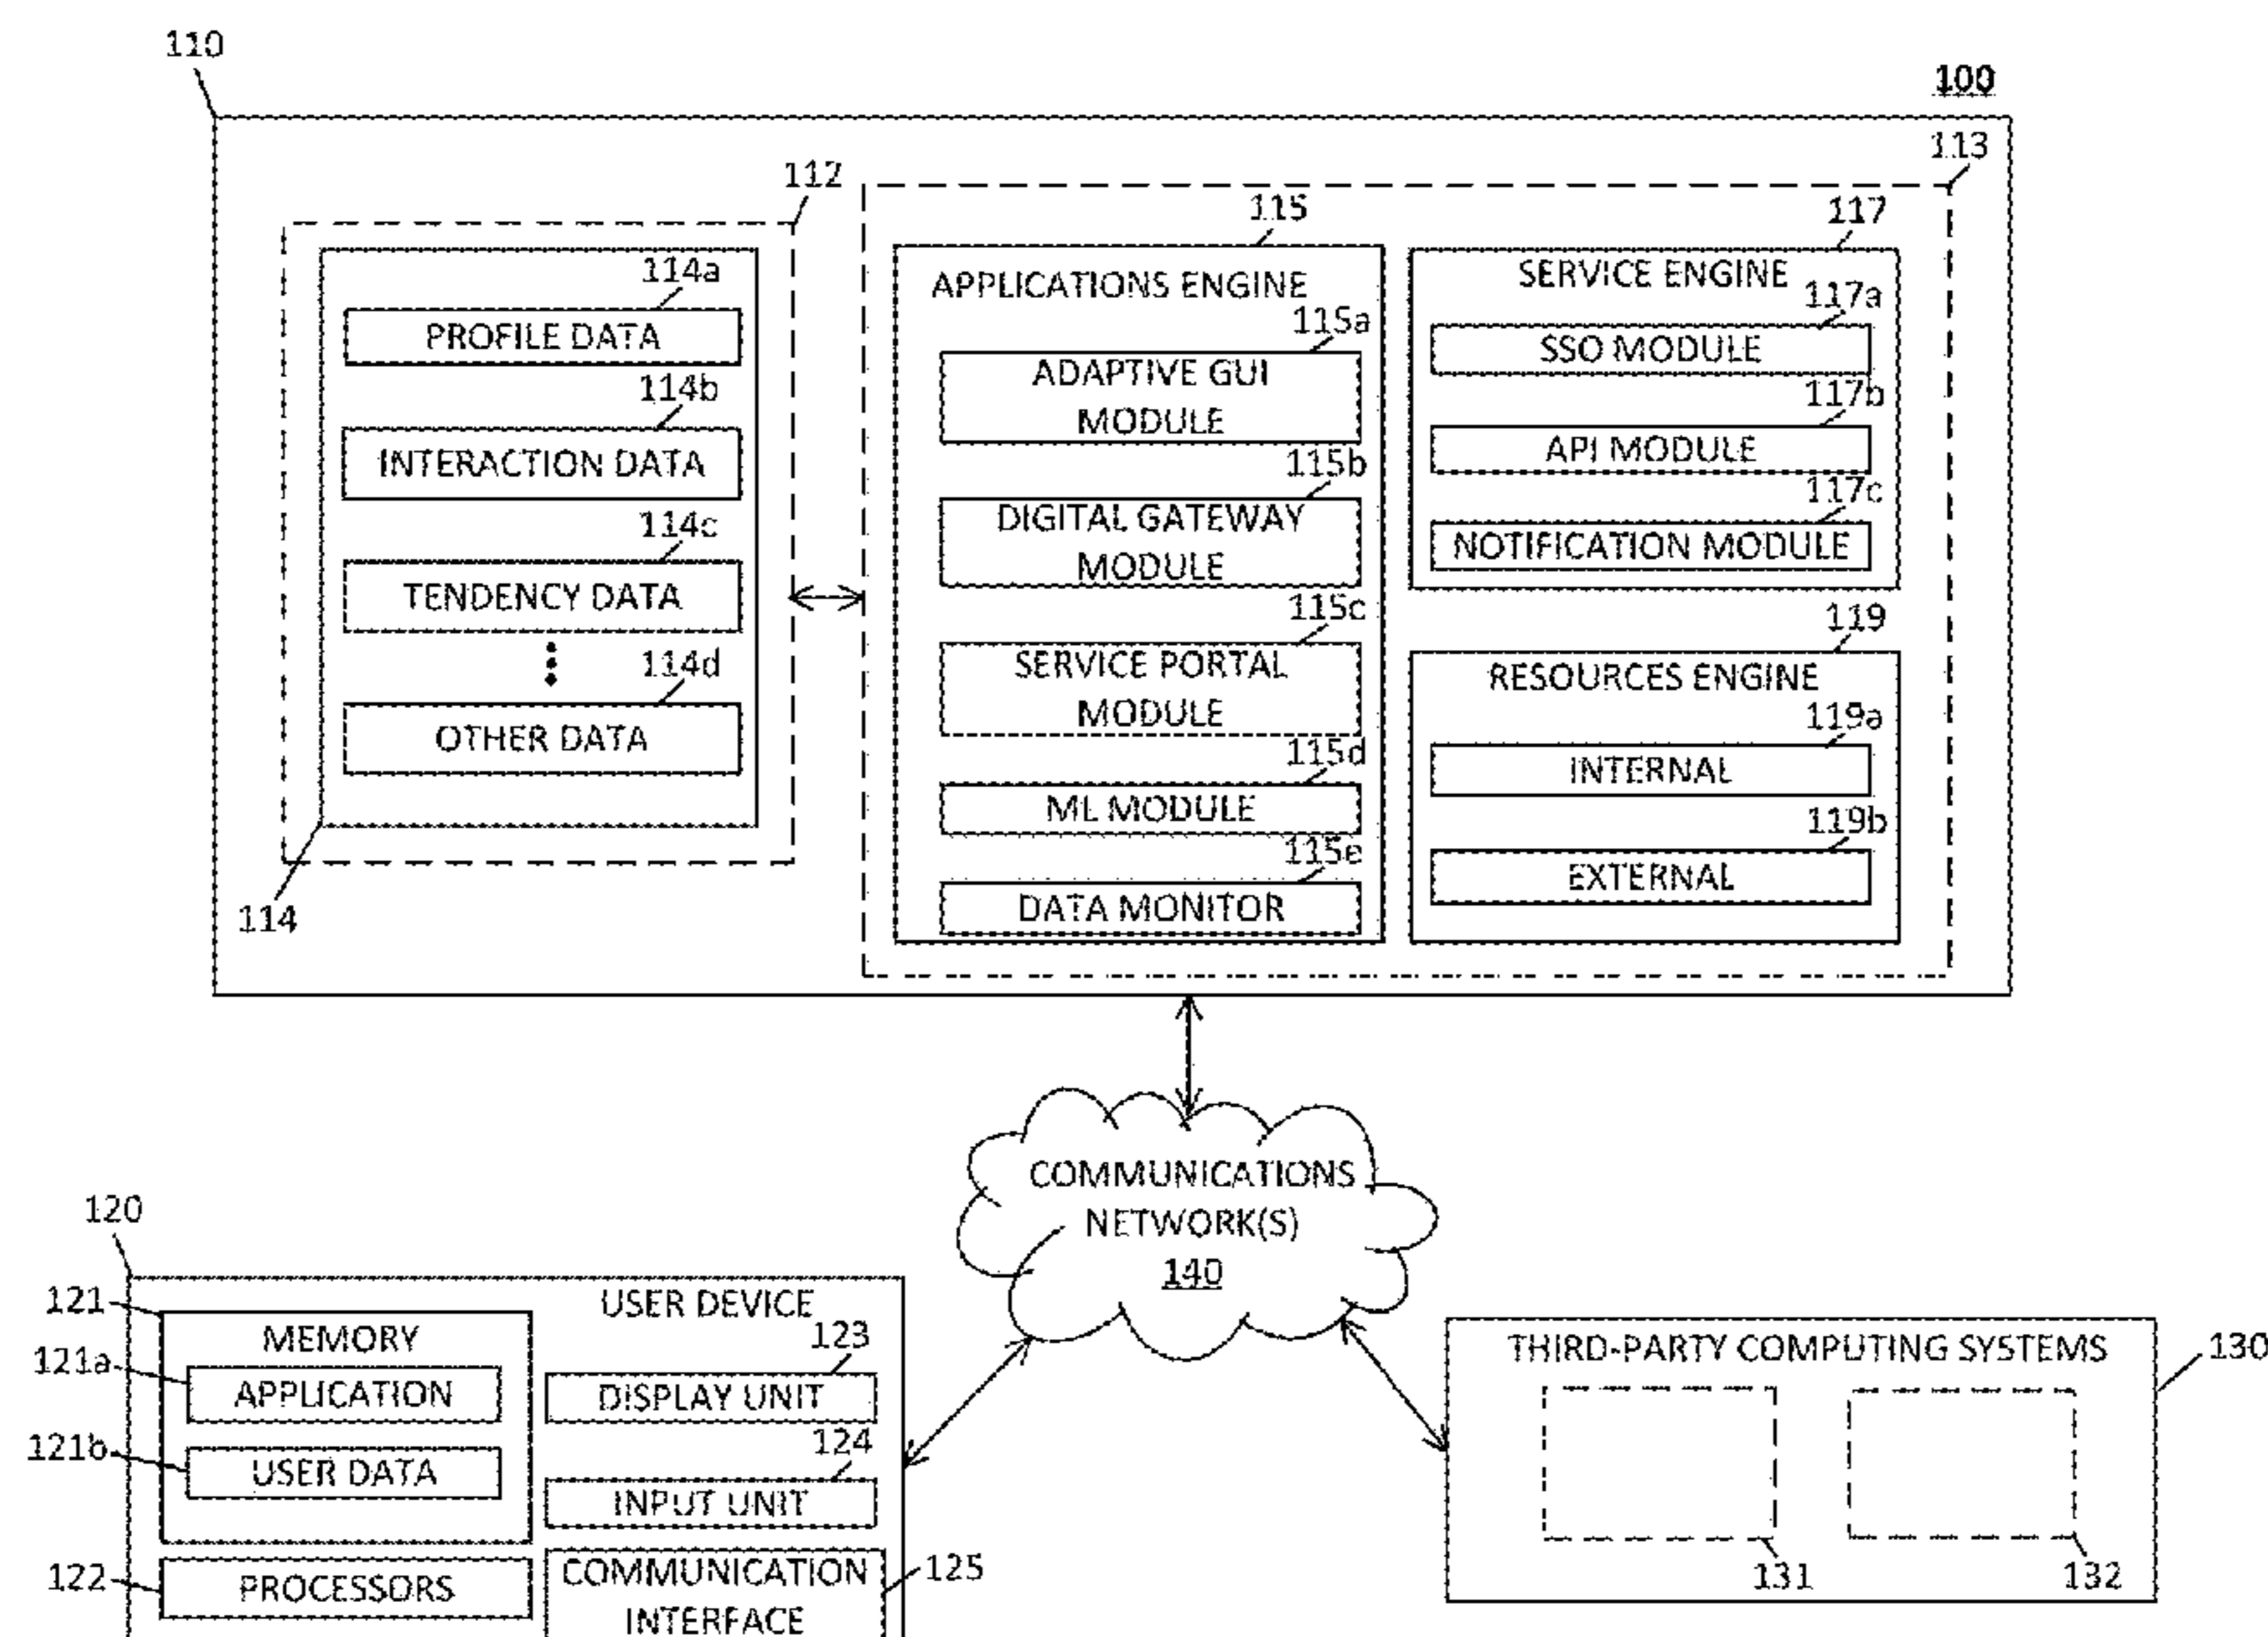 110
100
113
112
115
117
114a
PROFILE DATA
114b
INTERACTION DATA
114c
TENDENCY DATA
114d
OTHER DATA
114
APPLICATIONS ENGINE
115a
ADAPTIVE GUI
MODULE
115b
DIGITAL GATEWAY
MODULE
115c
SERVICE PORTAL
MODULE
115d
ML MODULE
115e
DATA MONITOR
SERVICE ENGINE
117a
SSO MODULE
117b
API MODULE
117c
NOTIFICATION MODULE
119
RESOURCES ENGINE
119a
INTERNAL
119b
EXTERNAL
COMMUNICATIONS
NETWORK(S)
140
120
USER DEVICE
121
MEMORY
121a
APPLICATION
121b
USER DATA
122
PROCESSORS
123
DISPLAY UNIT
124
INPUT UNIT
COMMUNICATION
INTERFACE
125
THIRD-PARTY COMPUTING SYSTEMS
130
131
132